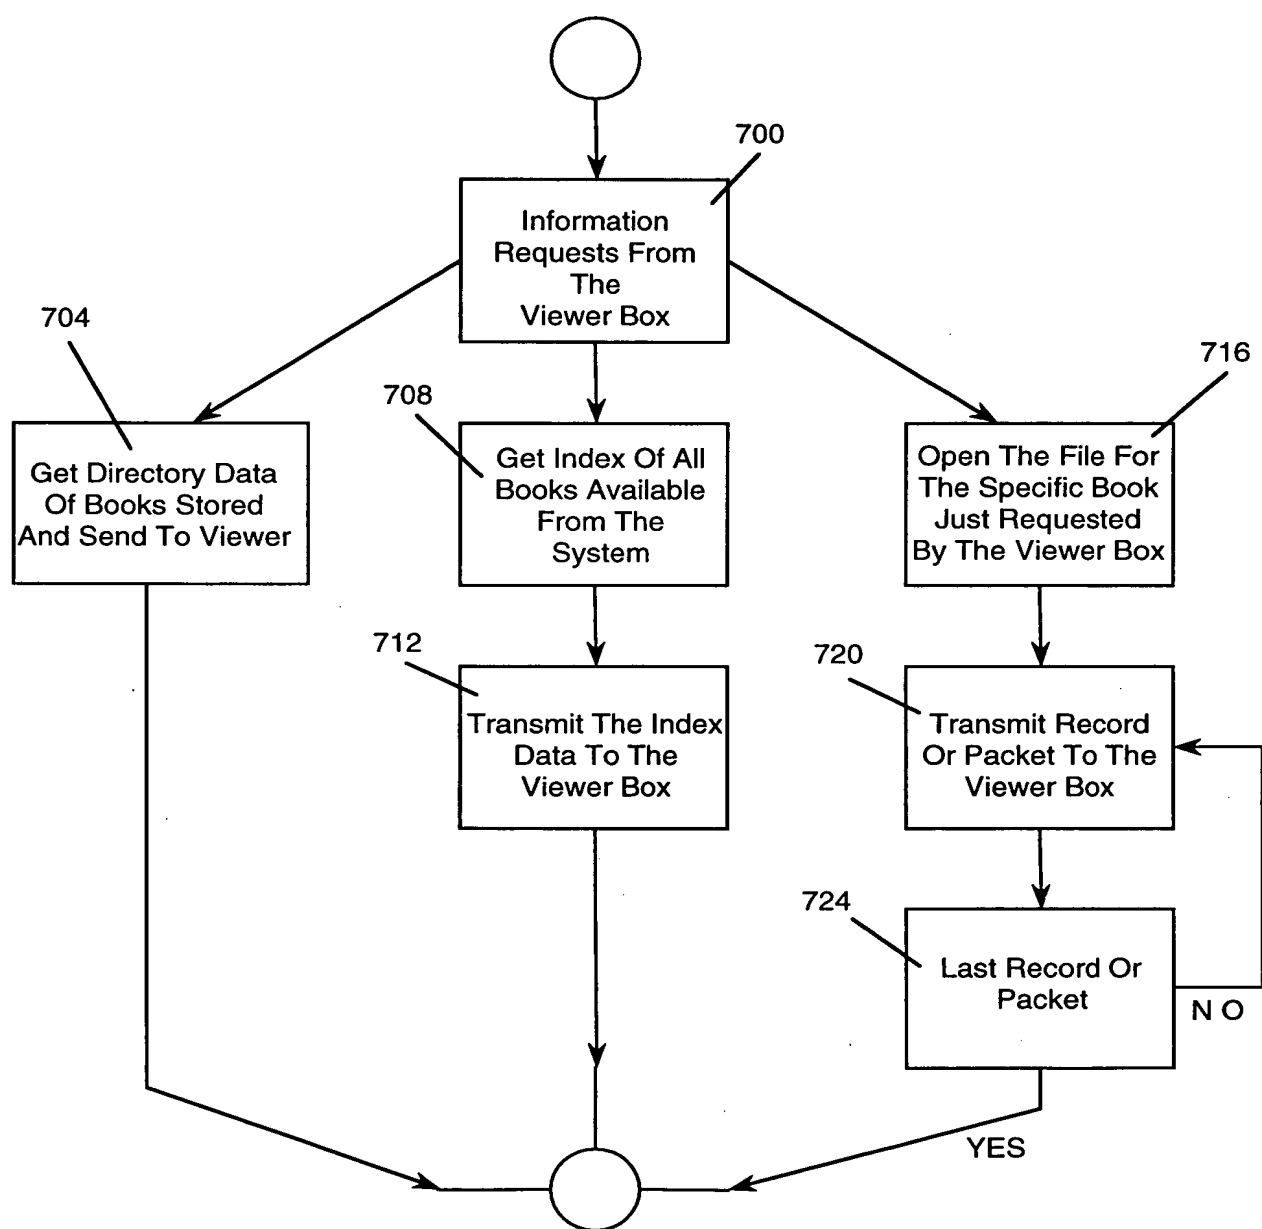 700
Information
Requests From
The
Viewer Box
704
Get Directory Data
Of Books Stored
And Send To Viewer
708
Get Index Of All
Books Available
From The
System
716
Open The File For
The Specific Book
Just Requested
By The Viewer Box
712
Transmit The Index
Data To The
Viewer Box
720
Transmit Record
Or Packet To The
Viewer Box
724
Last Record Or
Packet
N O
YES